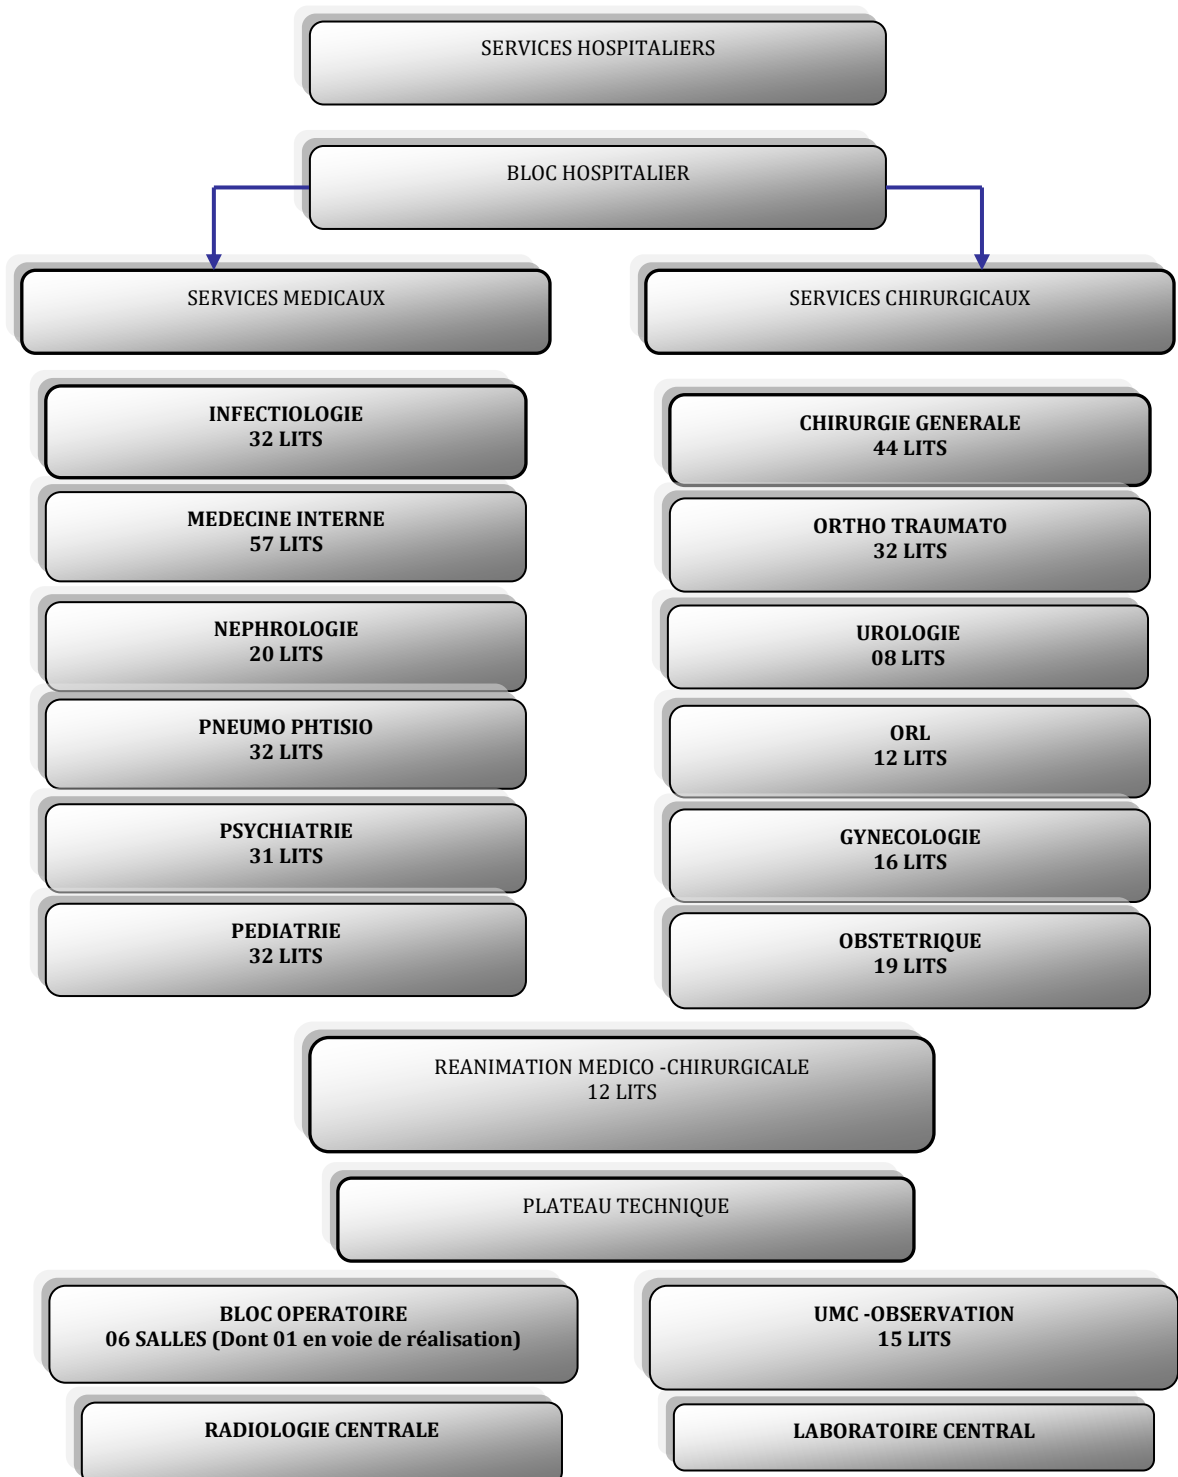 SERVICES HOSPITALIERS
BLOC HOSPITALIER
SERVICES MEDICAUX
SERVICES CHIRURGICAUX
INFECTIOLOGIE
32 LITS
MEDECINE INTERNE
57 LITS
NEPHROLOGIE
20 LITS
PNEUMO PHTISIO
32 LITS
PSYCHIATRIE
31 LITS
PEDIATRIE
32 LITS
CHIRURGIE GENERALE
44 LITS
ORTHO TRAUMATO
32 LITS
UROLOGIE
08 LITS
ORL
12 LITS
GYNECOLOGIE
16 LITS
OBSTETRIQUE
19 LITS
REANIMATION MEDICO -CHIRURGICALE
12 LITS
PLATEAU TECHNIQUE
BLOC OPERATOIRE
06 SALLES (Dont 01 en voie de réalisation)
UMC -OBSERVATION
15 LITS
RADIOLOGIE CENTRALE
LABORATOIRE CENTRAL